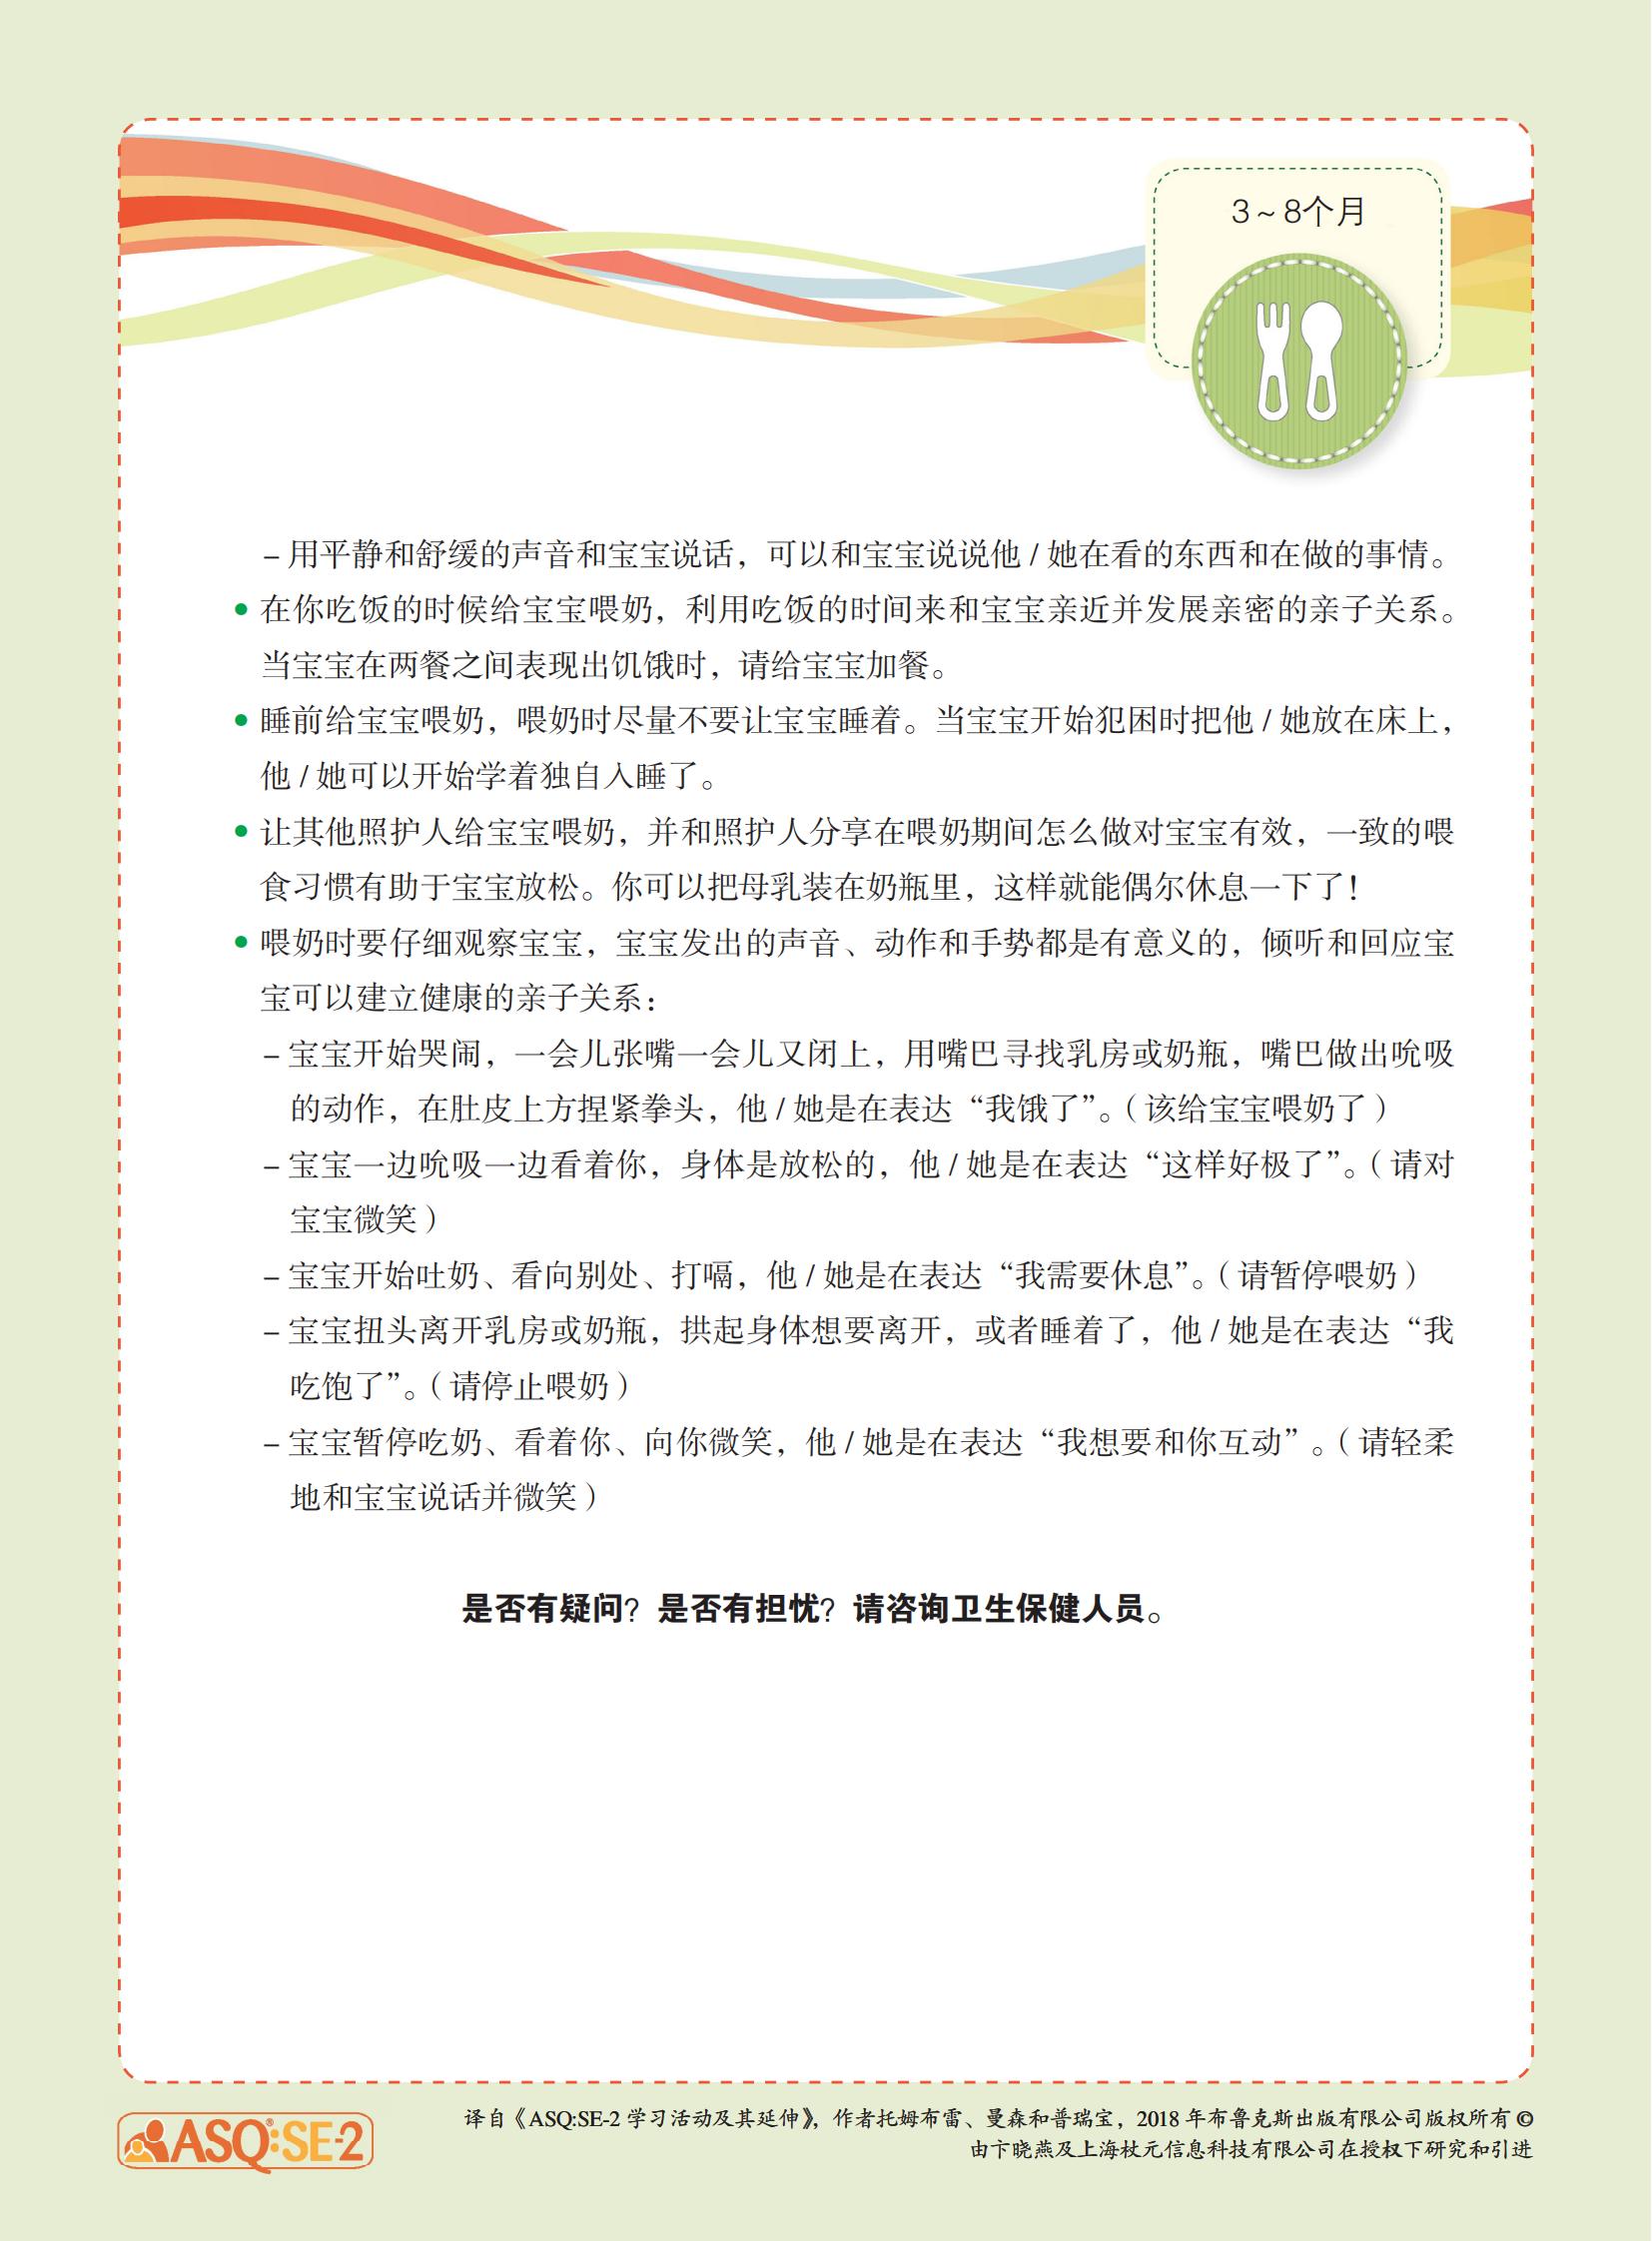 3～8个月
– 用平静和舒缓的声音和宝宝说话，可以和宝宝说说他 / 她在看的东西和在做的事情。
● 在你吃饭的时候给宝宝喂奶，利用吃饭的时间来和宝宝亲近并发展亲密的亲子关系。
当宝宝在两餐之间表现出饥饿时，请给宝宝加餐。
● 睡前给宝宝喂奶，喂奶时尽量不要让宝宝睡着。当宝宝开始犯困时把他 / 她放在床上，
他 / 她可以开始学着独自入睡了。
● 让其他照护人给宝宝喂奶，并和照护人分享在喂奶期间怎么做对宝宝有效，一致的喂
食习惯有助于宝宝放松。你可以把母乳装在奶瓶里，这样就能偶尔休息一下了！
● 喂奶时要仔细观察宝宝，宝宝发出的声音、动作和手势都是有意义的，倾听和回应宝
宝可以建立健康的亲子关系：
– 宝宝开始哭闹，一会儿张嘴一会儿又闭上，用嘴巴寻找乳房或奶瓶，嘴巴做出吮吸
的动作，在肚皮上方捏紧拳头，他 / 她是在表达“我饿了”。（该给宝宝喂奶了）
– 宝宝一边吮吸一边看着你，身体是放松的，他 / 她是在表达“这样好极了”。（请对
宝宝微笑）
– 宝宝开始吐奶、看向别处、打嗝，他 / 她是在表达“我需要休息”。（请暂停喂奶）
– 宝宝扭头离开乳房或奶瓶，拱起身体想要离开，或者睡着了，他 / 她是在表达“我
吃饱了”。（请停止喂奶）
– 宝宝暂停吃奶、看着你、向你微笑，他 / 她是在表达“我想要和你互动”。（请轻柔
地和宝宝说话并微笑）
是否有疑问？是否有担忧？请咨询卫生保健人员。
ASQ®:SE-2
译自《ASQ:SE-2 学习活动及其延伸》，作者托姆布雷、曼森和普瑞宝，2018 年布鲁克斯出版有限公司版权所有 ©
由卞晓燕及上海杖元信息科技有限公司在授权下研究和引进